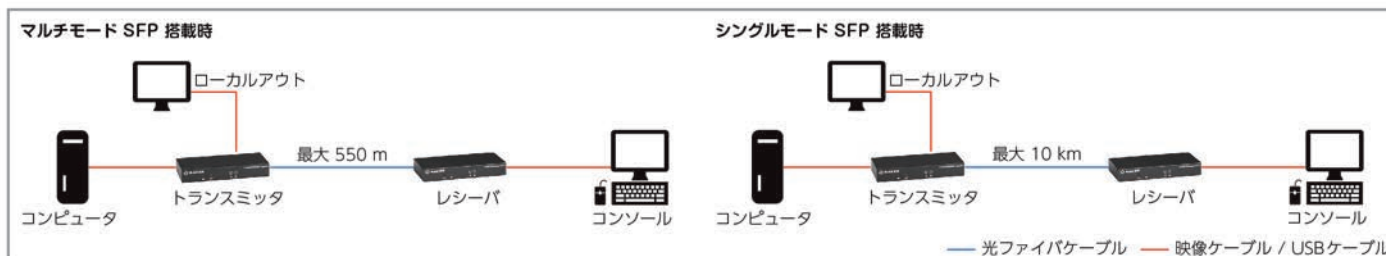 マルチモード SFP 搭載時
ローカルアウト
最大 550 m
コンピュータ
トランスミッタ
レシーバ
コンソール
シングルモード SFP 搭載時
ローカルアウト
最大 10 km
コンピュータ
トランスミッタ
レシーバ
コンソール
光ファイバケーブル
映像ケーブル / USBケーブル